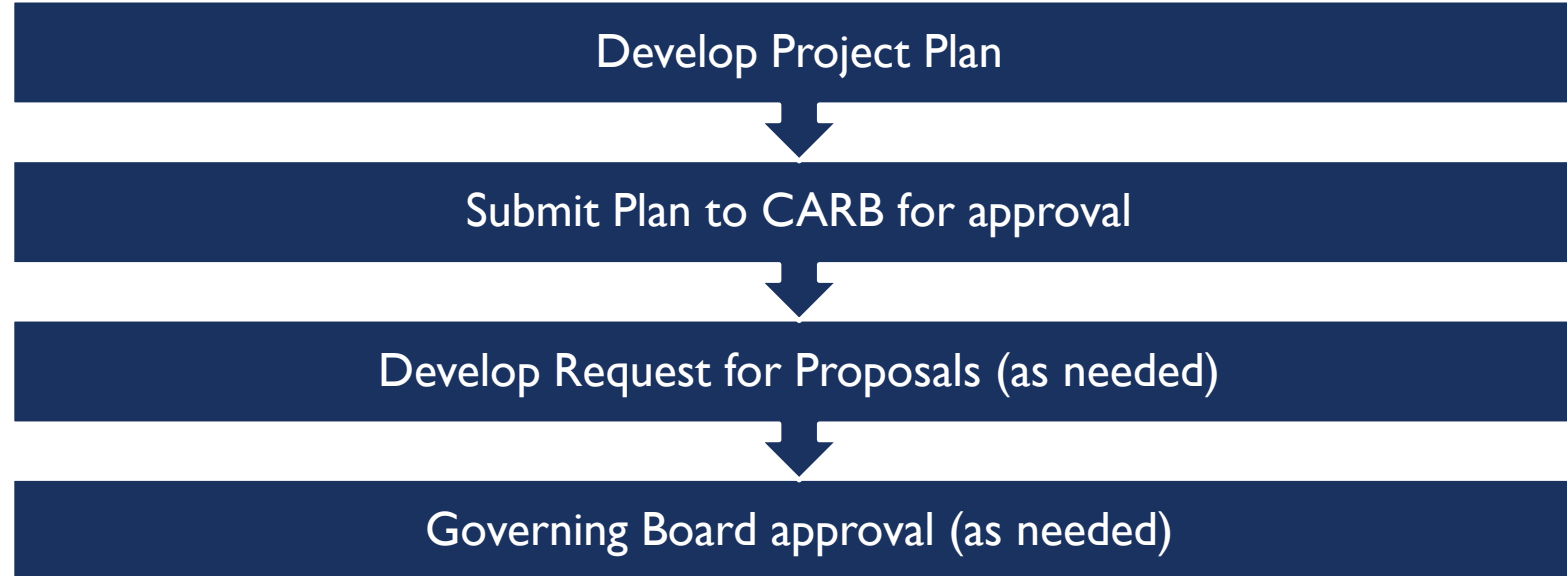 Develop Project Plan
Submit Plan to CARB for approval
Develop Request for Proposals (as needed)
Governing Board approval (as needed)